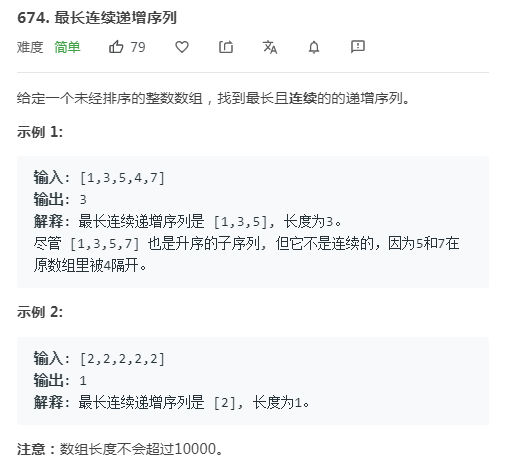 674. 最长连续递增序列
难度 简单 79
给定一个未经排序的整数数组，找到最长且连续的的递增序列。
示例 1:
输入: [1,3,5,4,7]
输出: 3
解释: 最长连续递增序列是 [1,3,5], 长度为3。
尽管 [1,3,5,7] 也是升序的子序列, 但它不是连续的，因为5和7在
原数组里被4隔开。
示例 2:
输入: [2,2,2,2,2]
输出: 1
解释: 最长连续递增序列是 [2], 长度为1。
注意：数组长度不会超过10000。